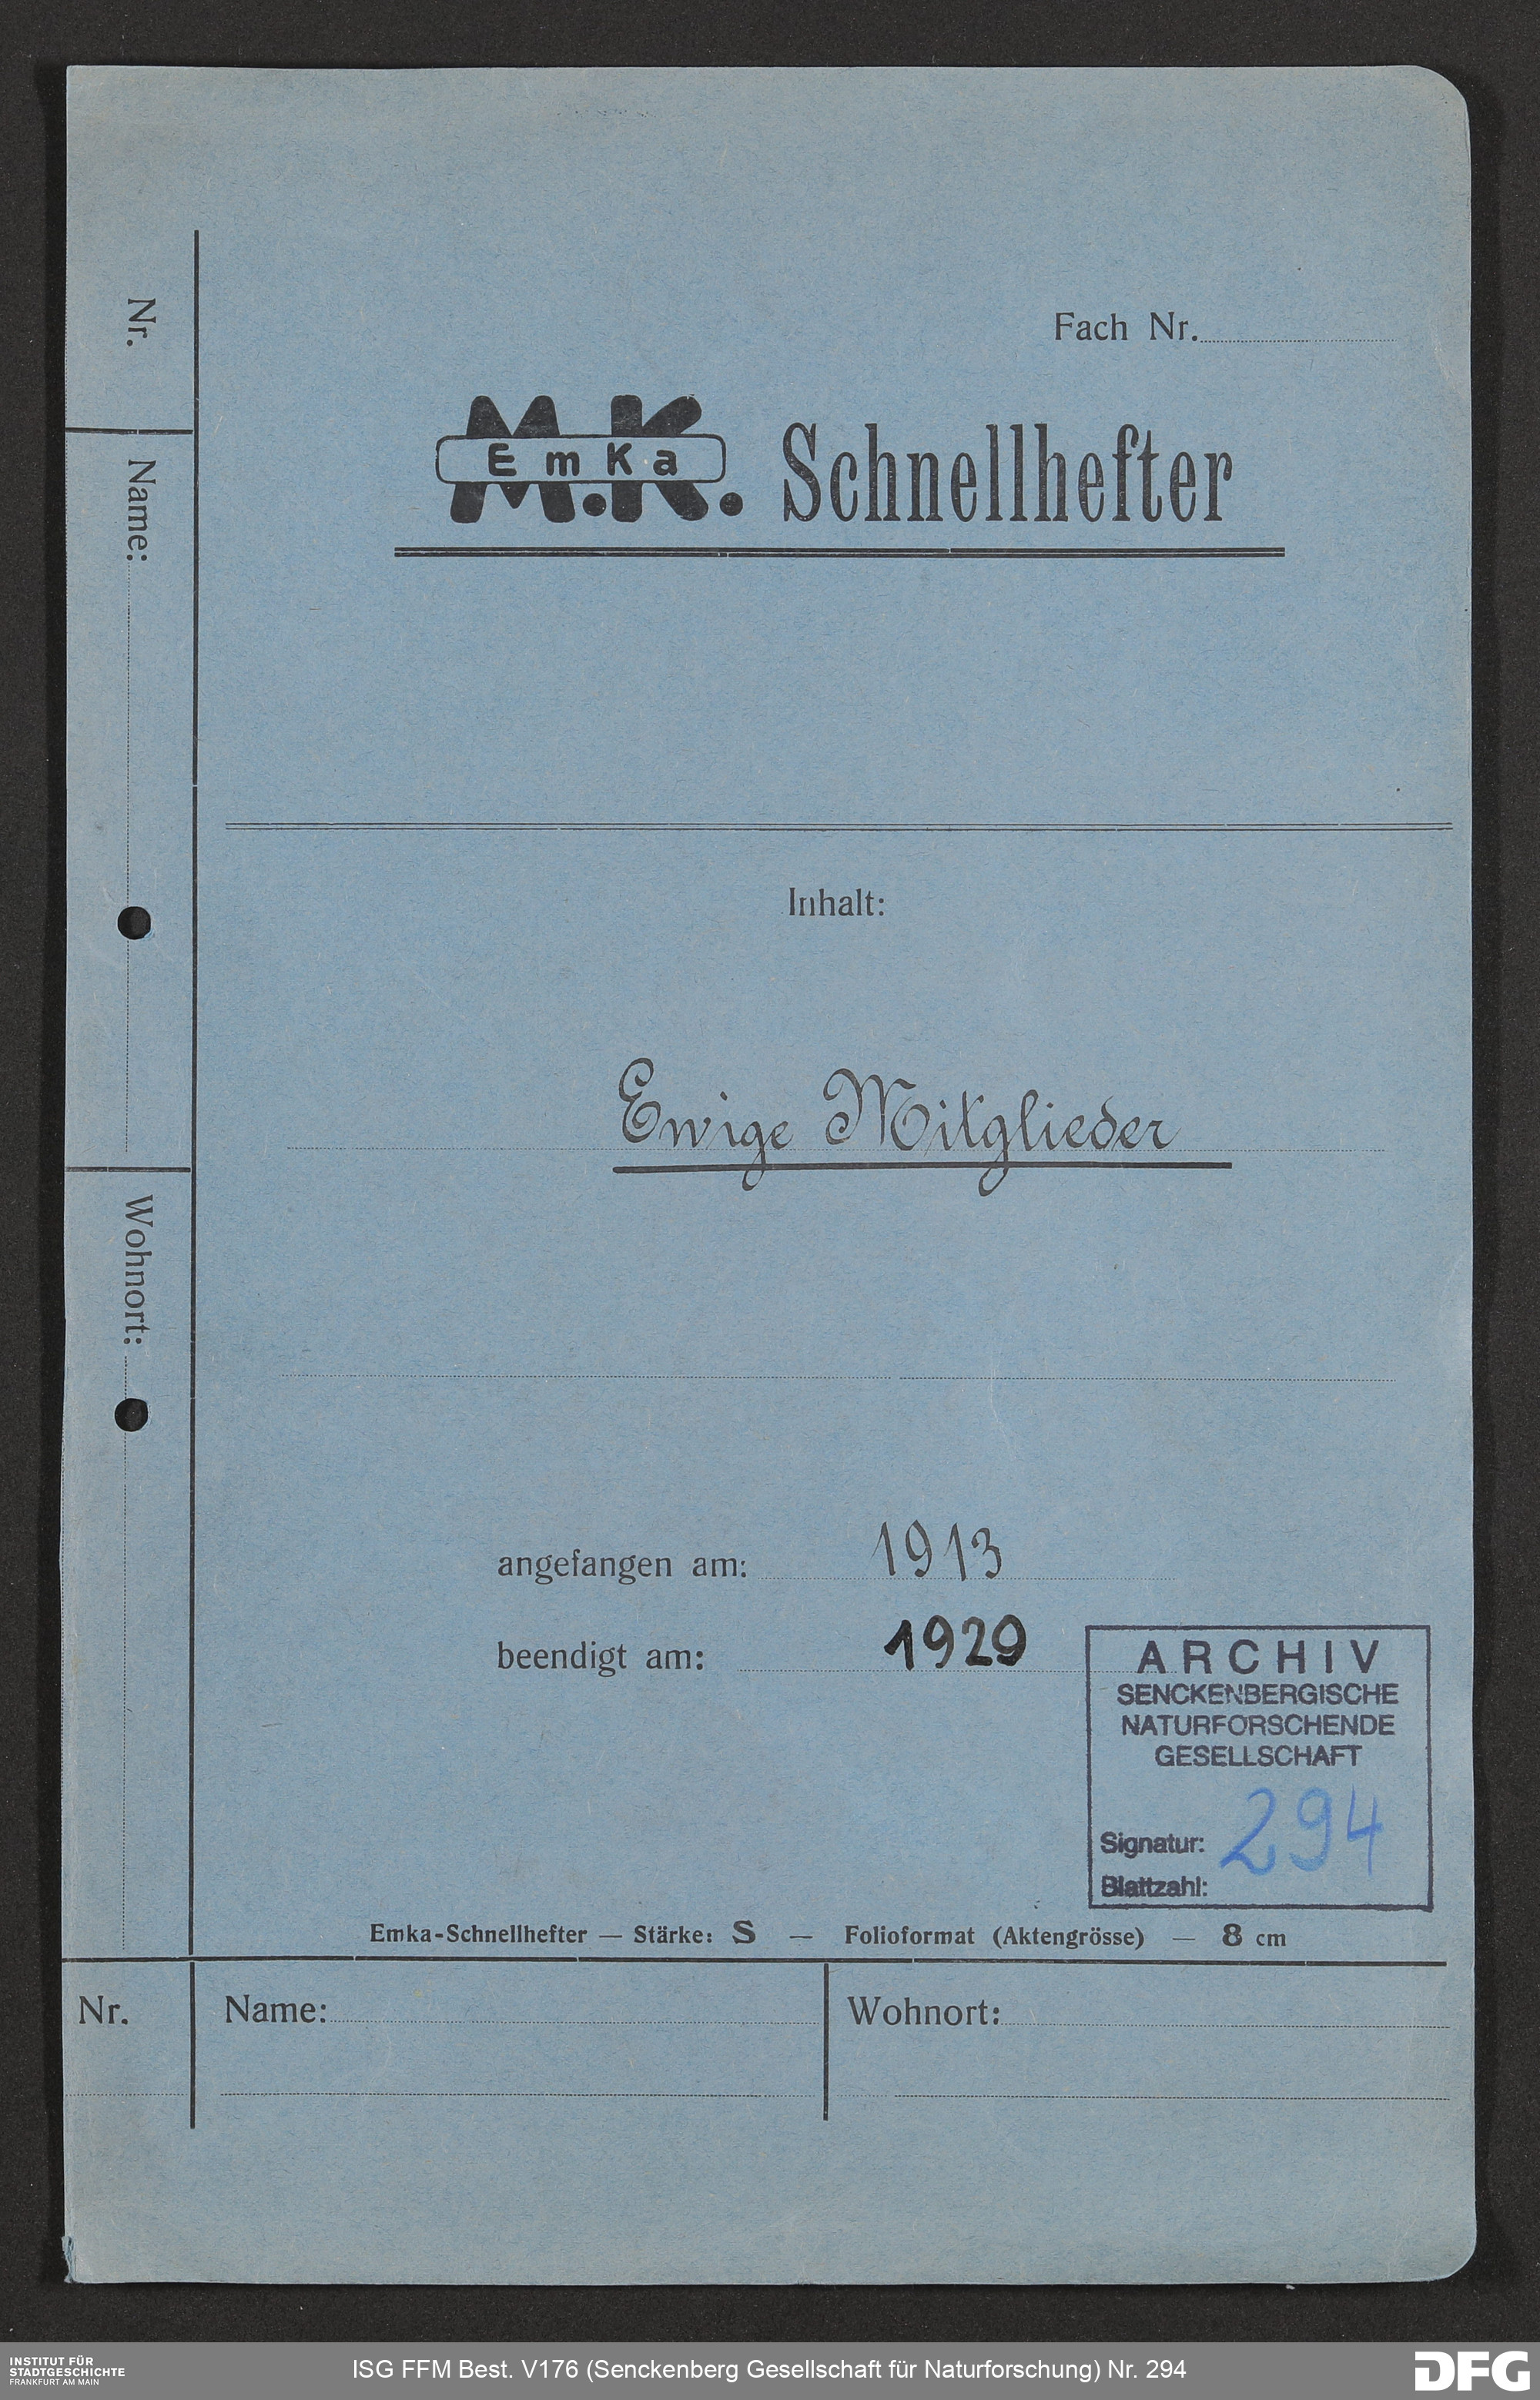 Fach Nr.
M.K.
EmKa
Schnellhefter
Inhalt:
Ewige Mitglieder
angefangen am: 1913
beendigt am: 1929
ARCHIV
SENCKENBERGISCHE
NATURFORSCHENDE
GESELLSCHAFT
Signatur: 294
Blattzahl:
Emka-Schnellhefter — Stärke: S — Folioformat (Aktengrösse) — 8 cm
Nr. Name: Wohnort:
Nr.
Name:
Wohnort:
INSTITUT FÜR
STADTGESCHICHTE
FRANKFURT AM MAIN
ISG FFM Best. V176 (Senckenberg Gesellschaft für Naturforschung) Nr. 294
DFG